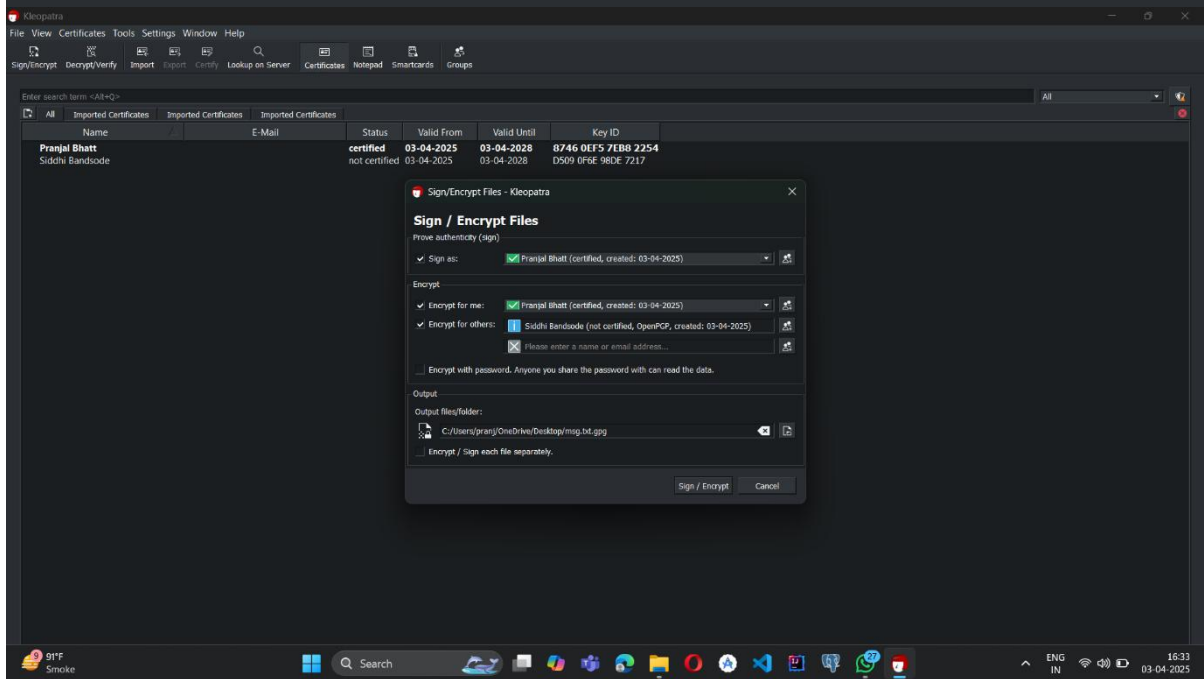 Kleopatra
File View Certificates Tools Settings Window Help
Sign/Encrypt Decrypt/Verify Import Export Certify Lookup on Server Certificates Notepad Smartcards Groups
Enter search term <Alt+Q> All
All Imported Certificates Imported Certificates Imported Certificates
Name E-Mail Status Valid From Valid Until Key ID
Pranjal Bhatt certified 03-04-2025 03-04-2028 8746 0EF5 7EB8 2254
Siddhi Bandsode not certified 03-04-2025 03-04-2028 D509 0F6E 98DE 7217
Sign/Encrypt Files - Kleopatra
Sign / Encrypt Files
Prove authenticity (sign)
Sign as: Pranjal Bhatt (certified, created: 03-04-2025)
Encrypt
Encrypt for me: Pranjal Bhatt (certified, created: 03-04-2025)
Encrypt for others: Siddhi Bandsode (not certified, OpenPGP, created: 03-04-2025)
Please enter a name or email address...
Encrypt with password. Anyone you share the password with can read the data.
Output
Output files/folder:
C:/Users/pranj/OneDrive/Desktop/msg.txt.gpg
Encrypt / Sign each file separately.
Sign / Encrypt Cancel
9 91°F Search 27 ENG 16:33
Smoke IN 03-04-2025